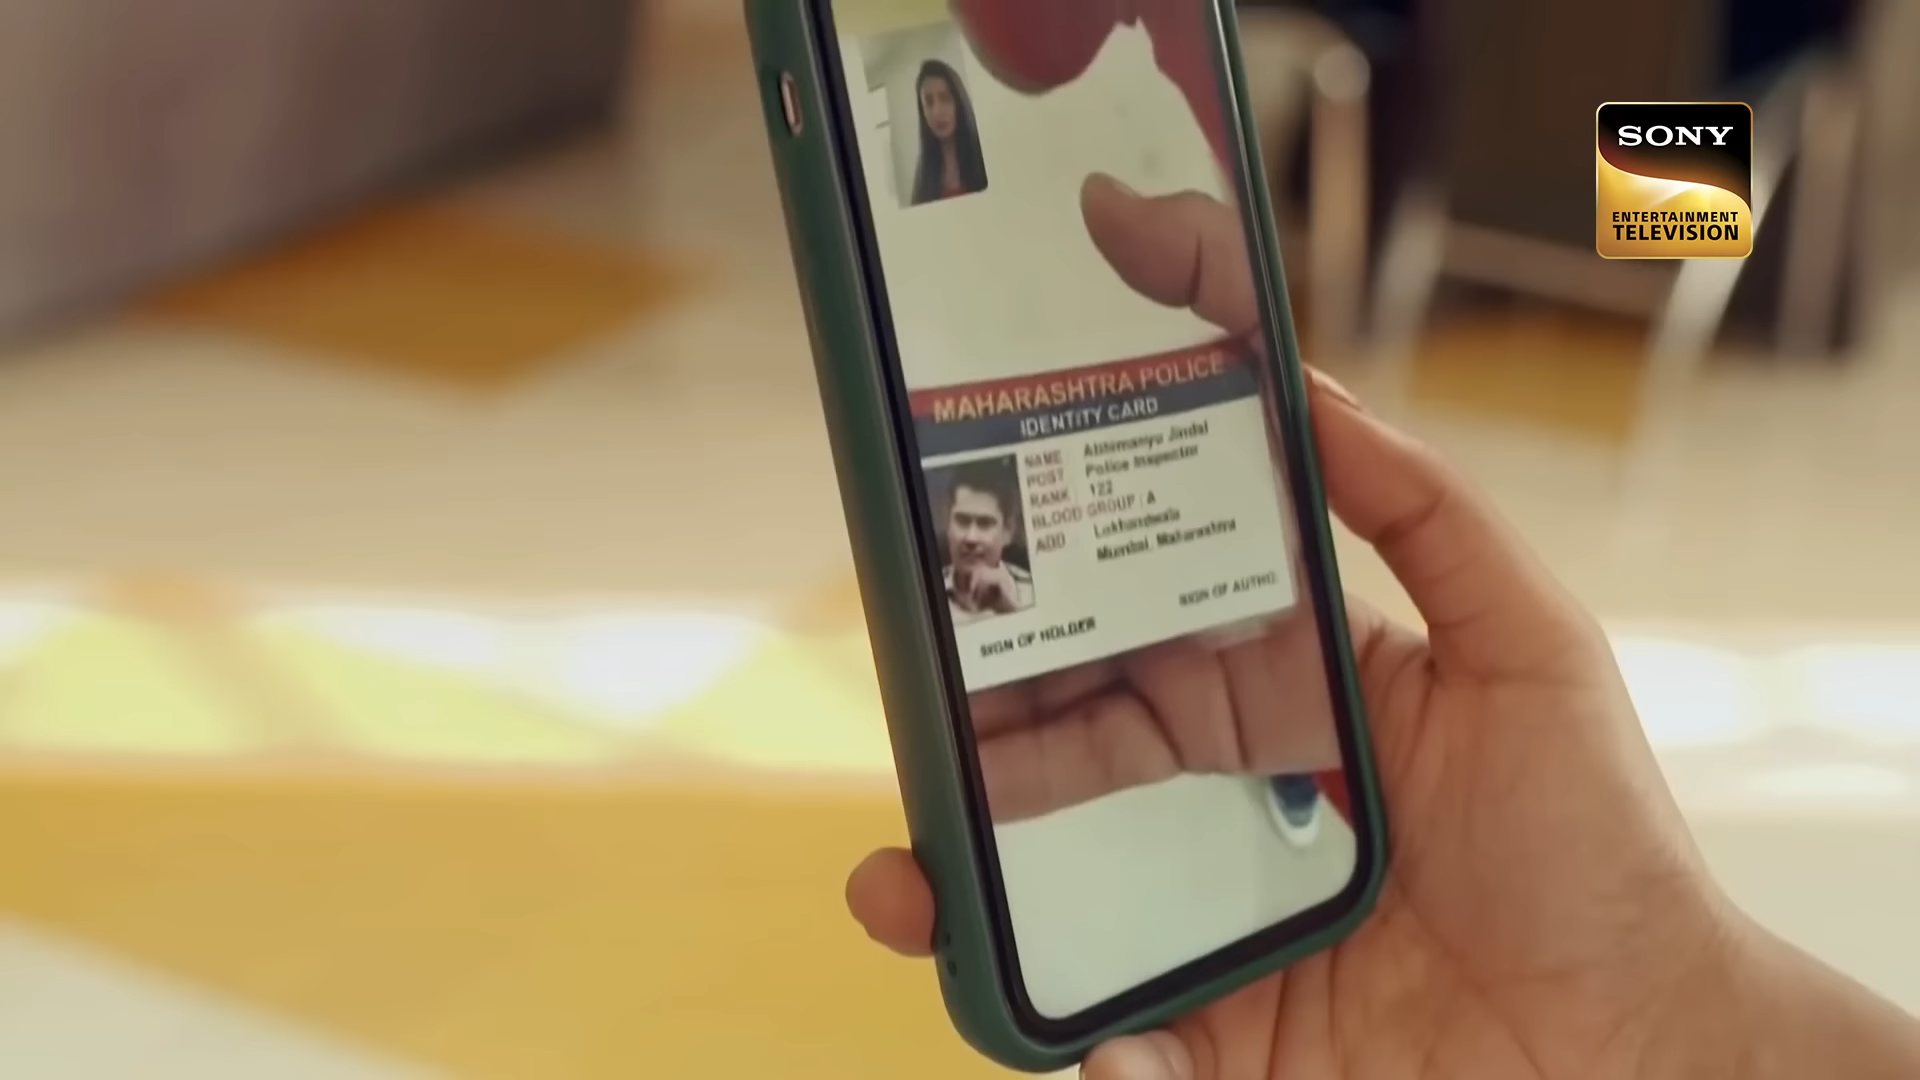 SONY
ENTERTAINMENT
TELEVISION
MAHARASHTRA POLICE
IDENTITY CARD
NAME : Abhimanyu Jindal
POST : Police Inspector
RANK : 122
BLOOD GROUP : A
ADD Lokhandwala
Mumbai, Maharashtra
SIGN OF HOLDER
SIGN OF AUTHO